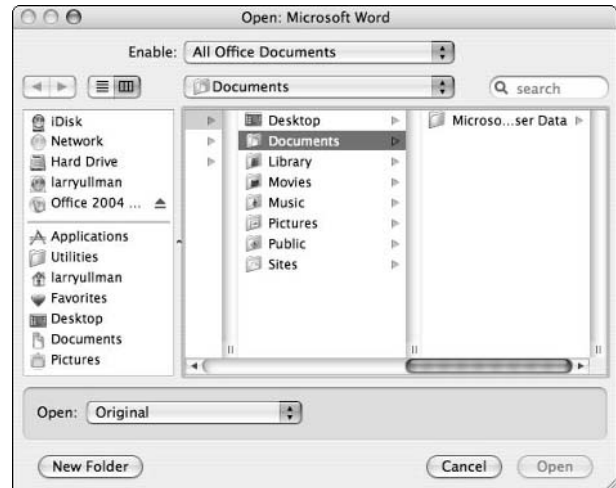 Open: Microsoft Word
Enable: All Office Documents
Documents
search
iDisk
Network
Hard Drive
larryullman
Office 2004 ...
Applications
Utilities
larryullman
Favorites
Desktop
Documents
Pictures
Desktop
Documents
Library
Movies
Music
Pictures
Public
Sites
Microso...ser Data
Open: Original
New Folder
Cancel
Open